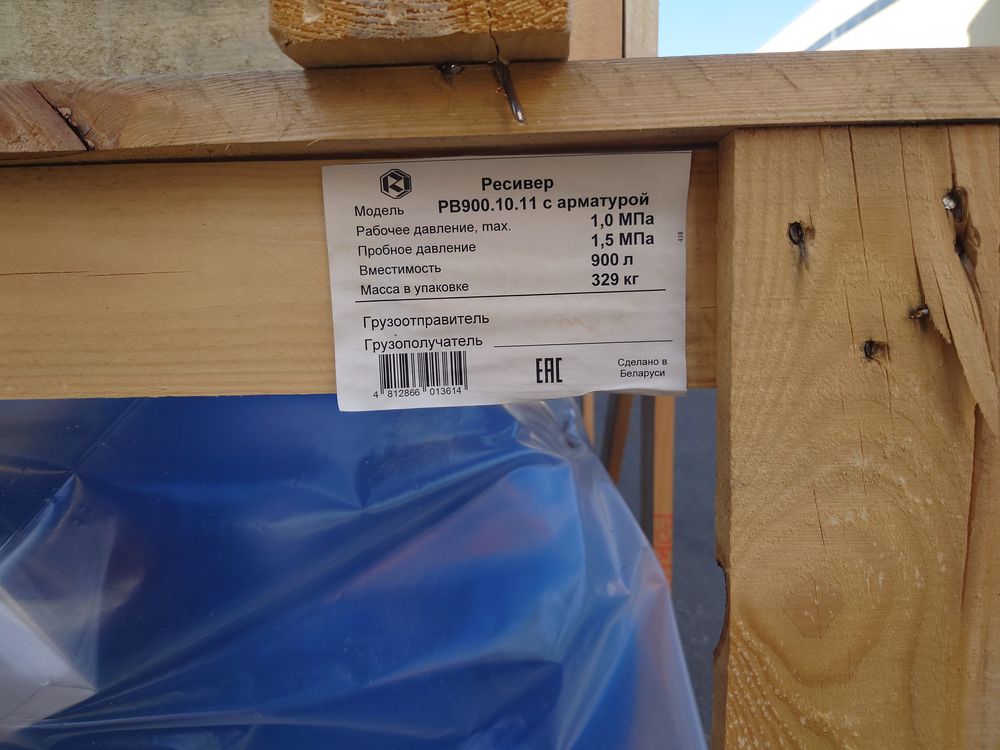 Ресивер
Модель РВ900.10.11 с арматурой
Рабочее давление, max. 1,0 МПа
Пробное давление 1,5 МПа
Вместимость 900 л
Масса в упаковке 329 кг
438
Грузоотправитель
Грузополучатель
4 812866 013614
EAC
Сделано в
Беларуси